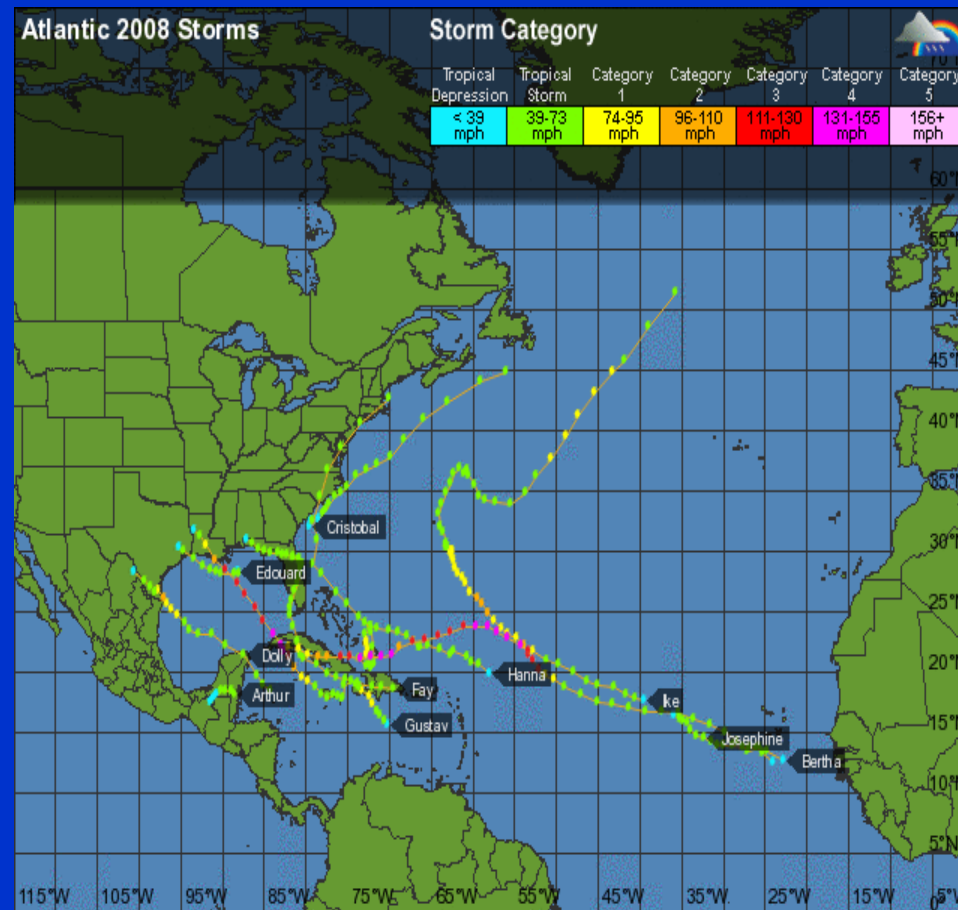 Atlantic 2008 Storms
Storm Category
Tropical Depression
Tropical Storm
Category 1
Category 2
Category 3
Category 4
Category 5
< 39 mph
39-73 mph
74-95 mph
96-110 mph
111-130 mph
131-155 mph
156+ mph
60°N
55°N
50°N
45°N
40°N
35°N
30°N
25°N
20°N
15°N
10°N
5°N
0°
Cristobal
Edouard
Dolly
Arthur
Hanna
Fay
Gustav
Ike
Josephine
Bertha
115°W 105°W 95°W 85°W 75°W 65°W 55°W 45°W 35°W 25°W 15°W 5°W